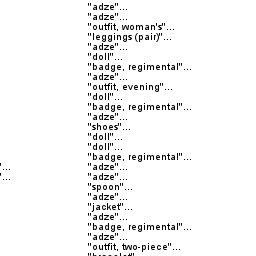 "adze"...
"adze"...
"outfit, woman's"...
"leggings (pair)"...
"adze"...
"doll"...
"badge, regimental"...
"adze"...
"outfit, evening"...
"doll"...
"badge, regimental"...
"adze"...
"shoes"...
"doll"...
"doll"...
"badge, regimental"...
"...
"adze"...
"...
"adze"...
"spoon"...
"adze"...
"jacket"...
"adze"...
"badge, regimental"...
"adze"...
"outfit, two-piece"...